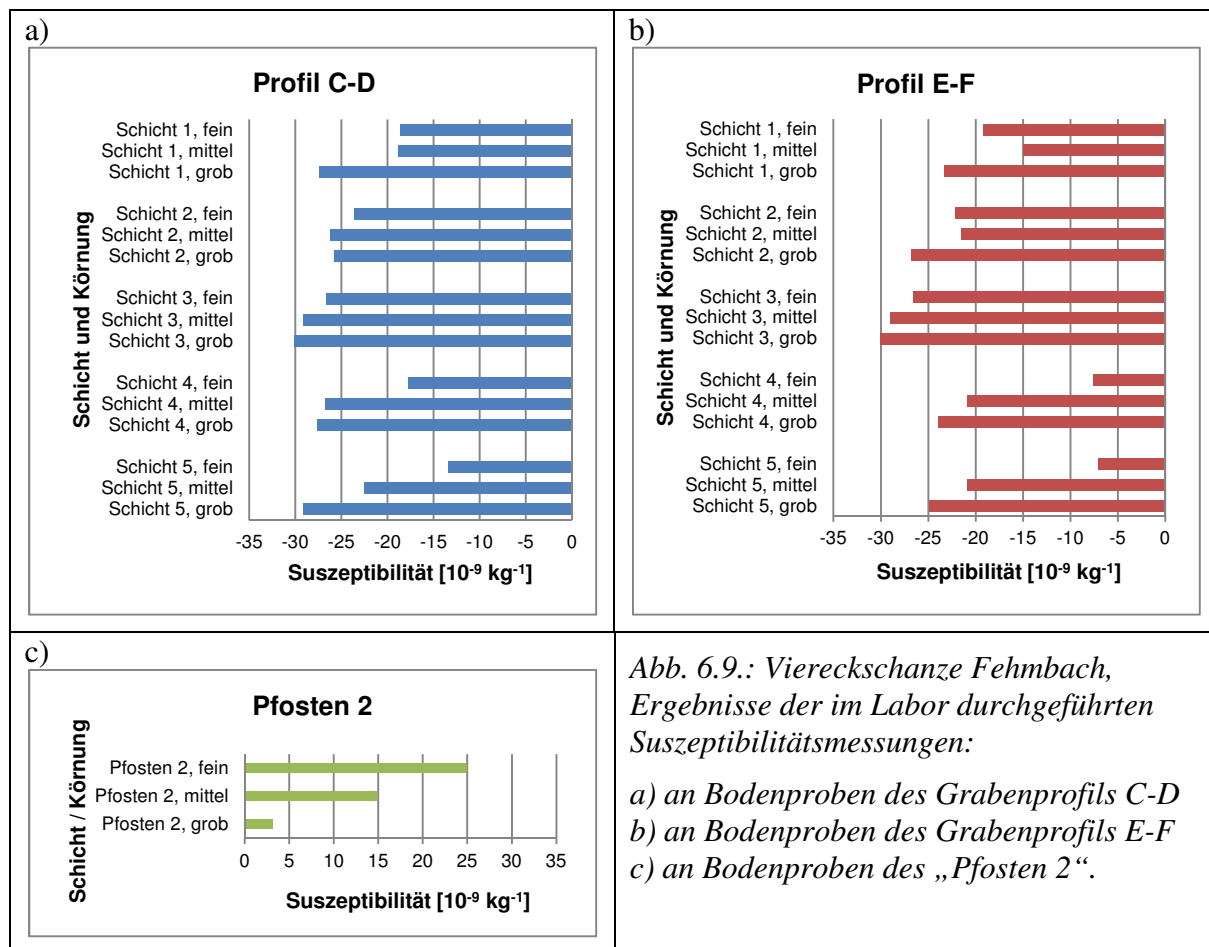 a)
Profil C-D
Schicht und Körnung
Schicht 1, fein
Schicht 1, mittel
Schicht 1, grob
Schicht 2, fein
Schicht 2, mittel
Schicht 2, grob
Schicht 3, fein
Schicht 3, mittel
Schicht 3, grob
Schicht 4, fein
Schicht 4, mittel
Schicht 4, grob
Schicht 5, fein
Schicht 5, mittel
Schicht 5, grob
-35 -30 -25 -20 -15 -10 -5 0
Suszeptibilität [10⁻⁹ kg⁻¹]
b)
Profil E-F
Schicht und Körnung
Schicht 1, fein
Schicht 1, mittel
Schicht 1, grob
Schicht 2, fein
Schicht 2, mittel
Schicht 2, grob
Schicht 3, fein
Schicht 3, mittel
Schicht 3, grob
Schicht 4, fein
Schicht 4, mittel
Schicht 4, grob
Schicht 5, fein
Schicht 5, mittel
Schicht 5, grob
-35 -30 -25 -20 -15 -10 -5 0
Suszeptibilität [10⁻⁹ kg⁻¹]
c)
Pfosten 2
Schicht / Körnung
Pfosten 2, fein
Pfosten 2, mittel
Pfosten 2, grob
0 5 10 15 20 25 30 35
Suszeptibilität [10⁻⁹ kg⁻¹]
Abb. 6.9.: Viereckschanze Fehmbach,
Ergebnisse der im Labor durchgeführten
Suszeptibilitätsmessungen:
a) an Bodenproben des Grabenprofils C-D
b) an Bodenproben des Grabenprofils E-F
c) an Bodenproben des „Pfosten 2“.